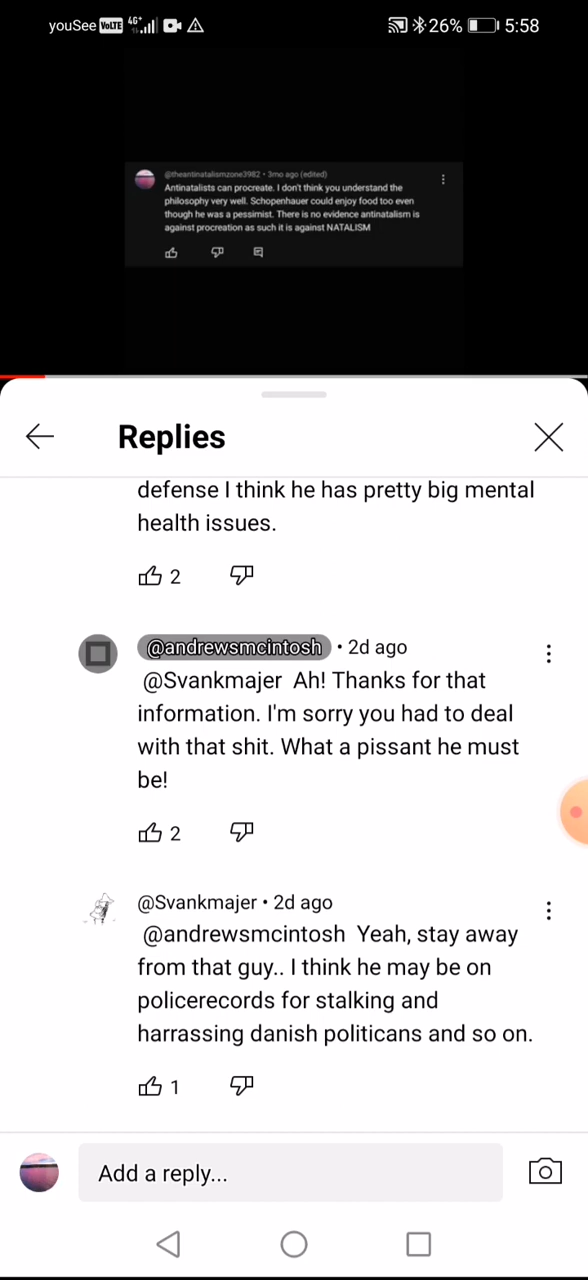 youSee VoLTE 4G+ 26% 5:58
@theantinatalismzone3982 • 3mo ago (edited)
Antinatalists can procreate. I don't think you understand the
philosophy very well. Schopenhauer could enjoy food too even
though he was a pessimist. There is no evidence antinatalism is
against procreation as such it is against NATALISM
Replies
defense I think he has pretty big mental
health issues.
2
@andrewsmcintosh • 2d ago
@Svankmajer Ah! Thanks for that
information. I'm sorry you had to deal
with that shit. What a pissant he must
be!
2
@Svankmajer • 2d ago
@andrewsmcintosh Yeah, stay away
from that guy.. I think he may be on
policerecords for stalking and
harrassing danish politicans and so on.
1
Add a reply...